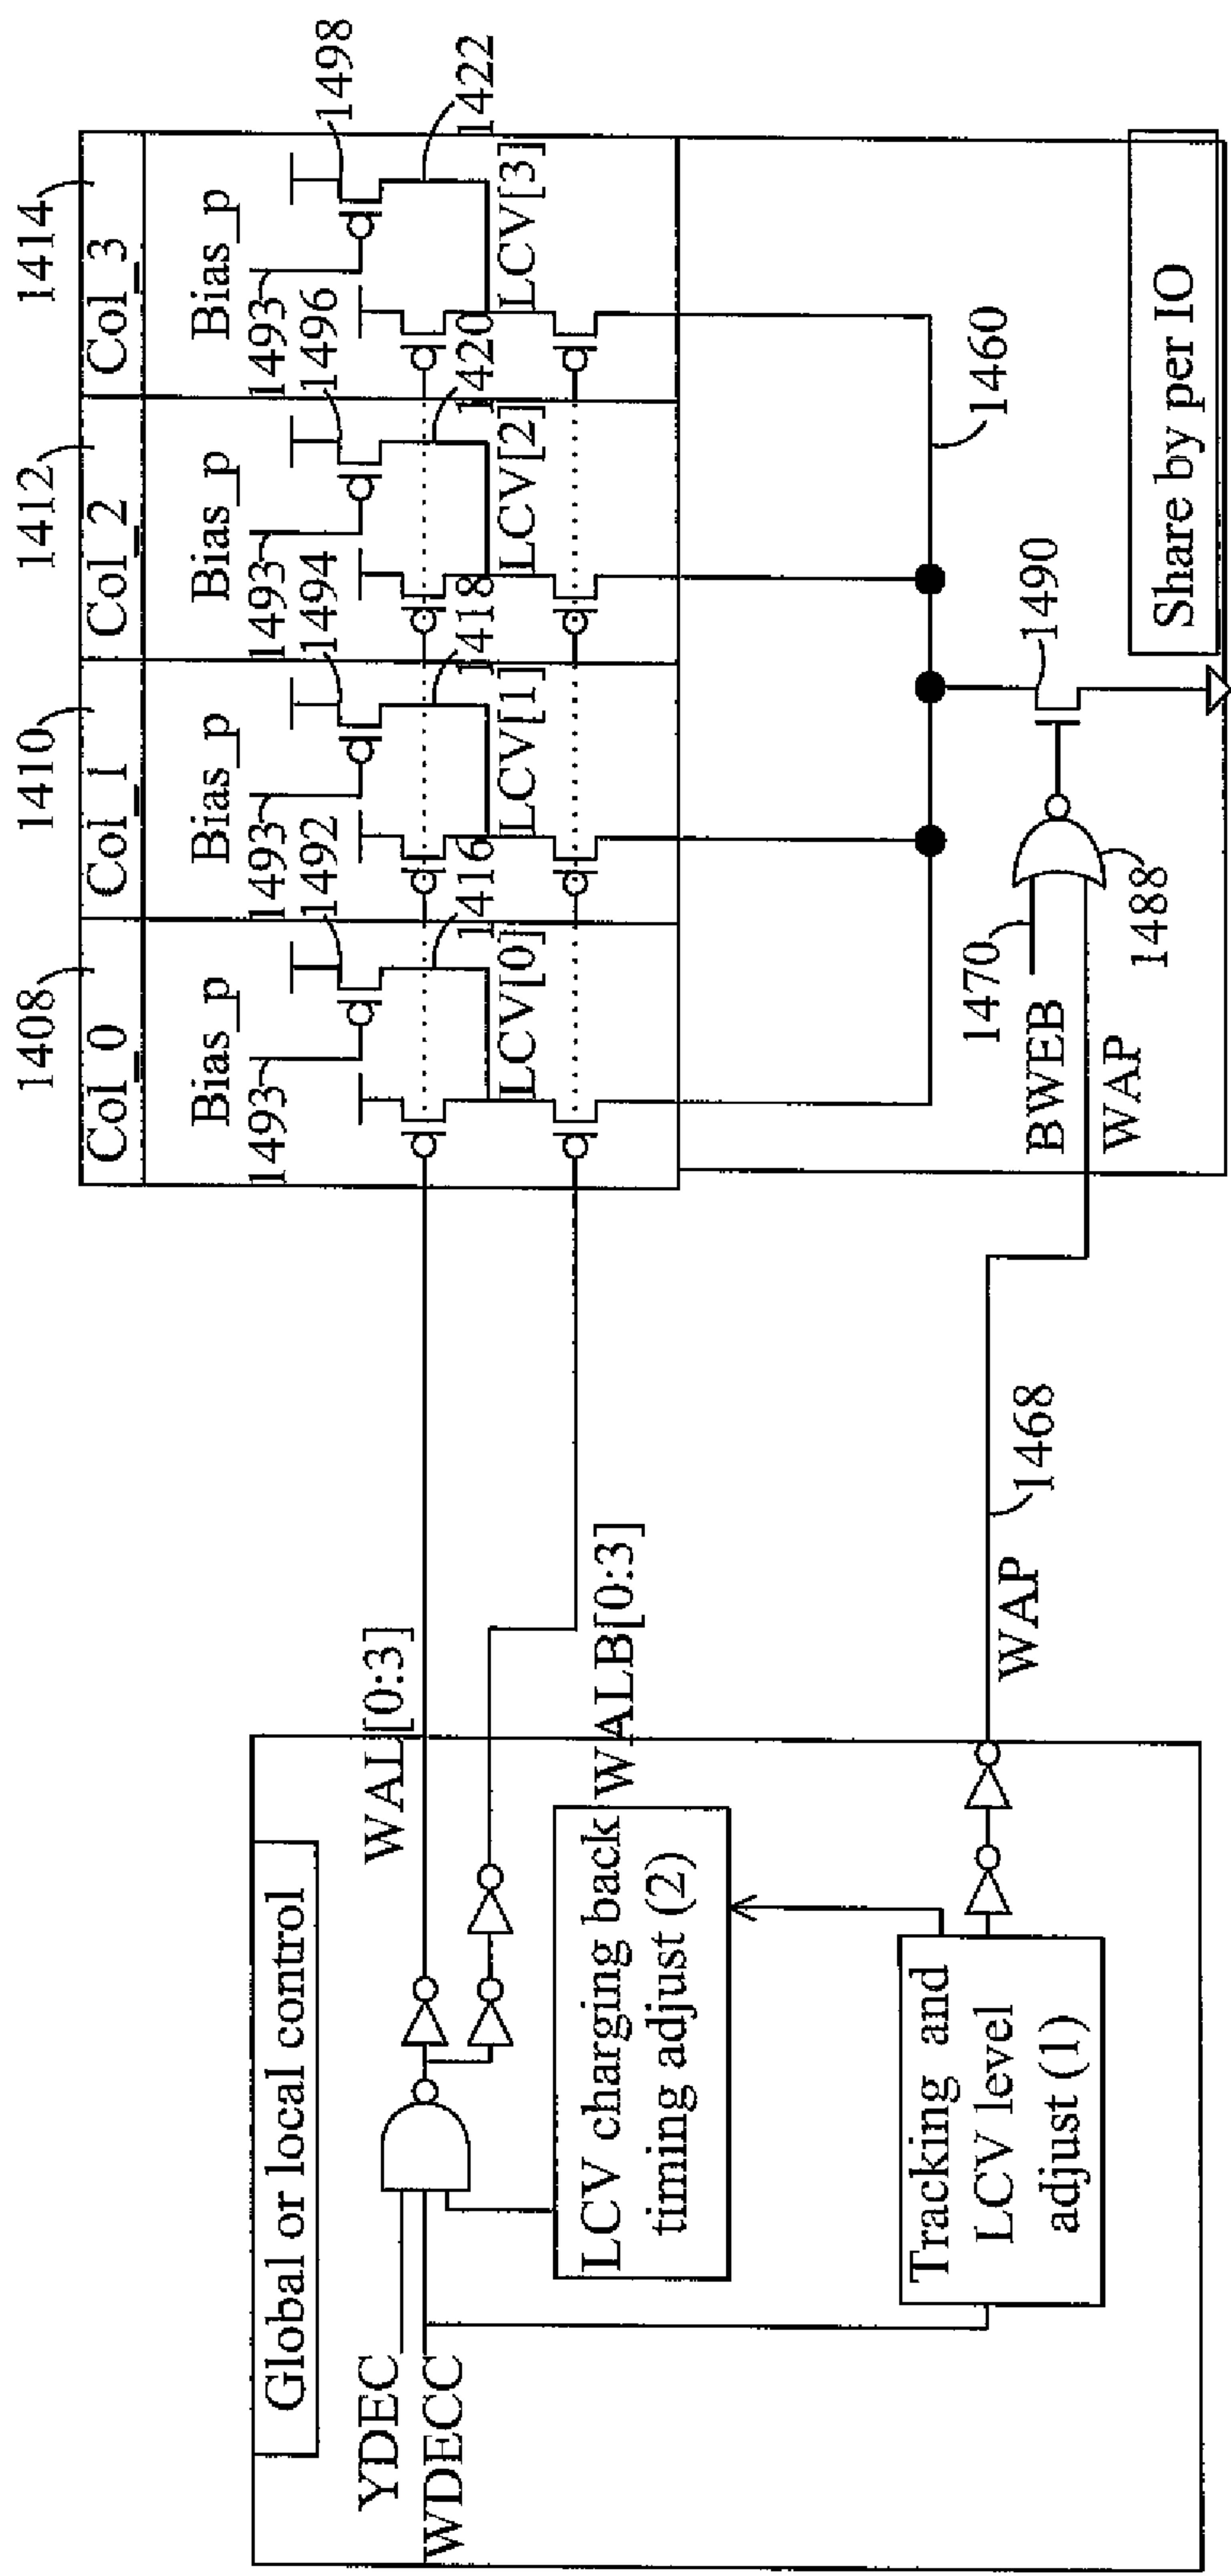 Global or local control
YDEC
WDECC
WAL[0:3]
WALB[0:3]
LCV charging back
timing adjust (2)
Tracking and
LCV level
adjust (1)
WAP
1468
1408
1410
1412
1414
Col_0
Col_1
Col_2
Col_3
Bias_p
Bias_p
Bias_p
Bias_p
1493
1493
1493
1493
1492
1494
1496
1498
1416
1418
1420
1422
LCV[0]
LCV[1]
LCV[2]
LCV[3]
1460
1470
BWEB
WAP
1488
1490
Share by per IO